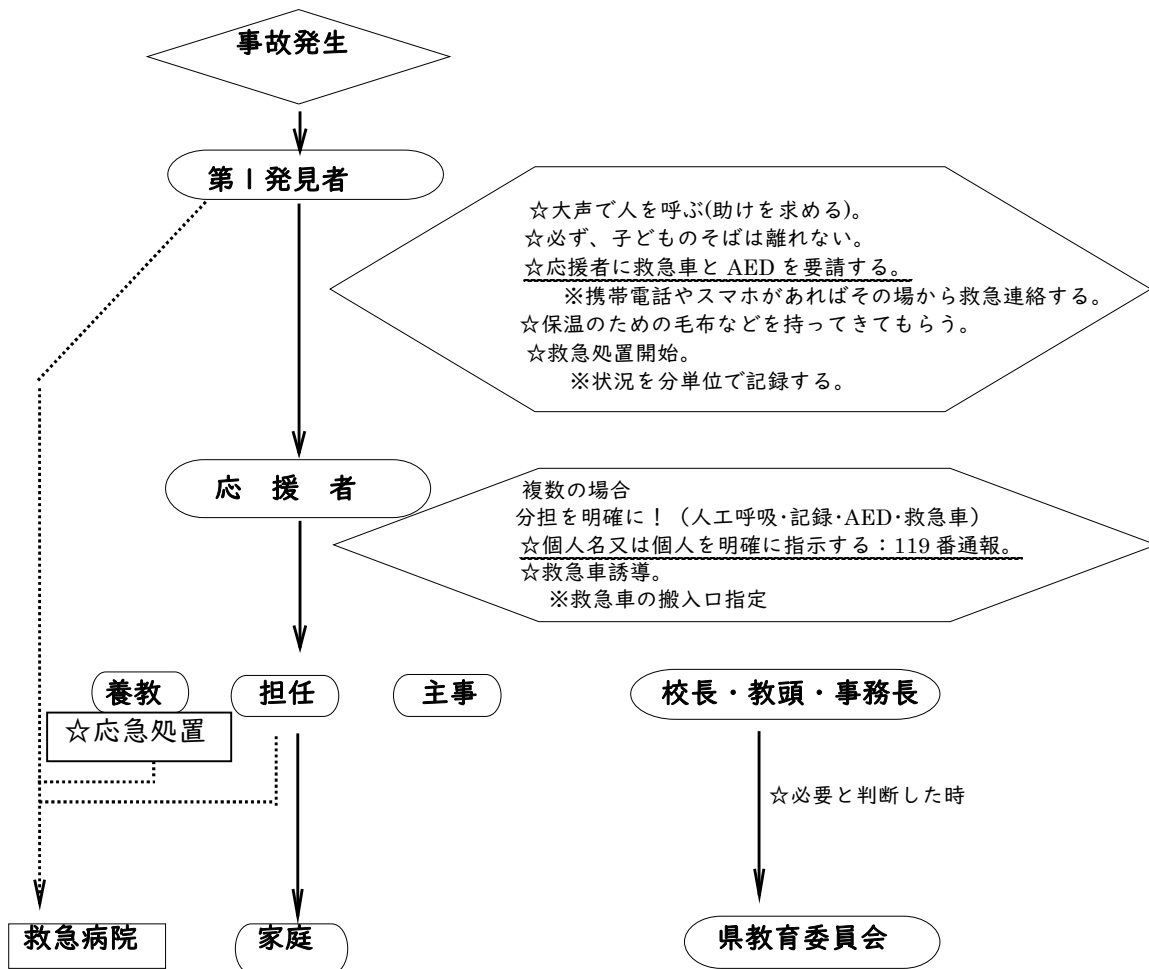 事故発生
第1発見者
☆大声で人を呼ぶ(助けを求める)。
☆必ず、子どものそばは離れない。
☆応援者に救急車と AED を要請する。
※携帯電話やスマホがあればその場から救急連絡する。
☆保温のための毛布などを持ってきてもらう。
☆救急処置開始。
※状況を分単位で記録する。
応 援 者
複数の場合
分担を明確に！（人工呼吸･記録･AED･救急車）
☆個人名又は個人を明確に指示する：119 番通報。
☆救急車誘導。
※救急車の搬入口指定
養教 担任 主事 校長・教頭・事務長
☆応急処置
☆必要と判断した時
救急病院 家庭 県教育委員会